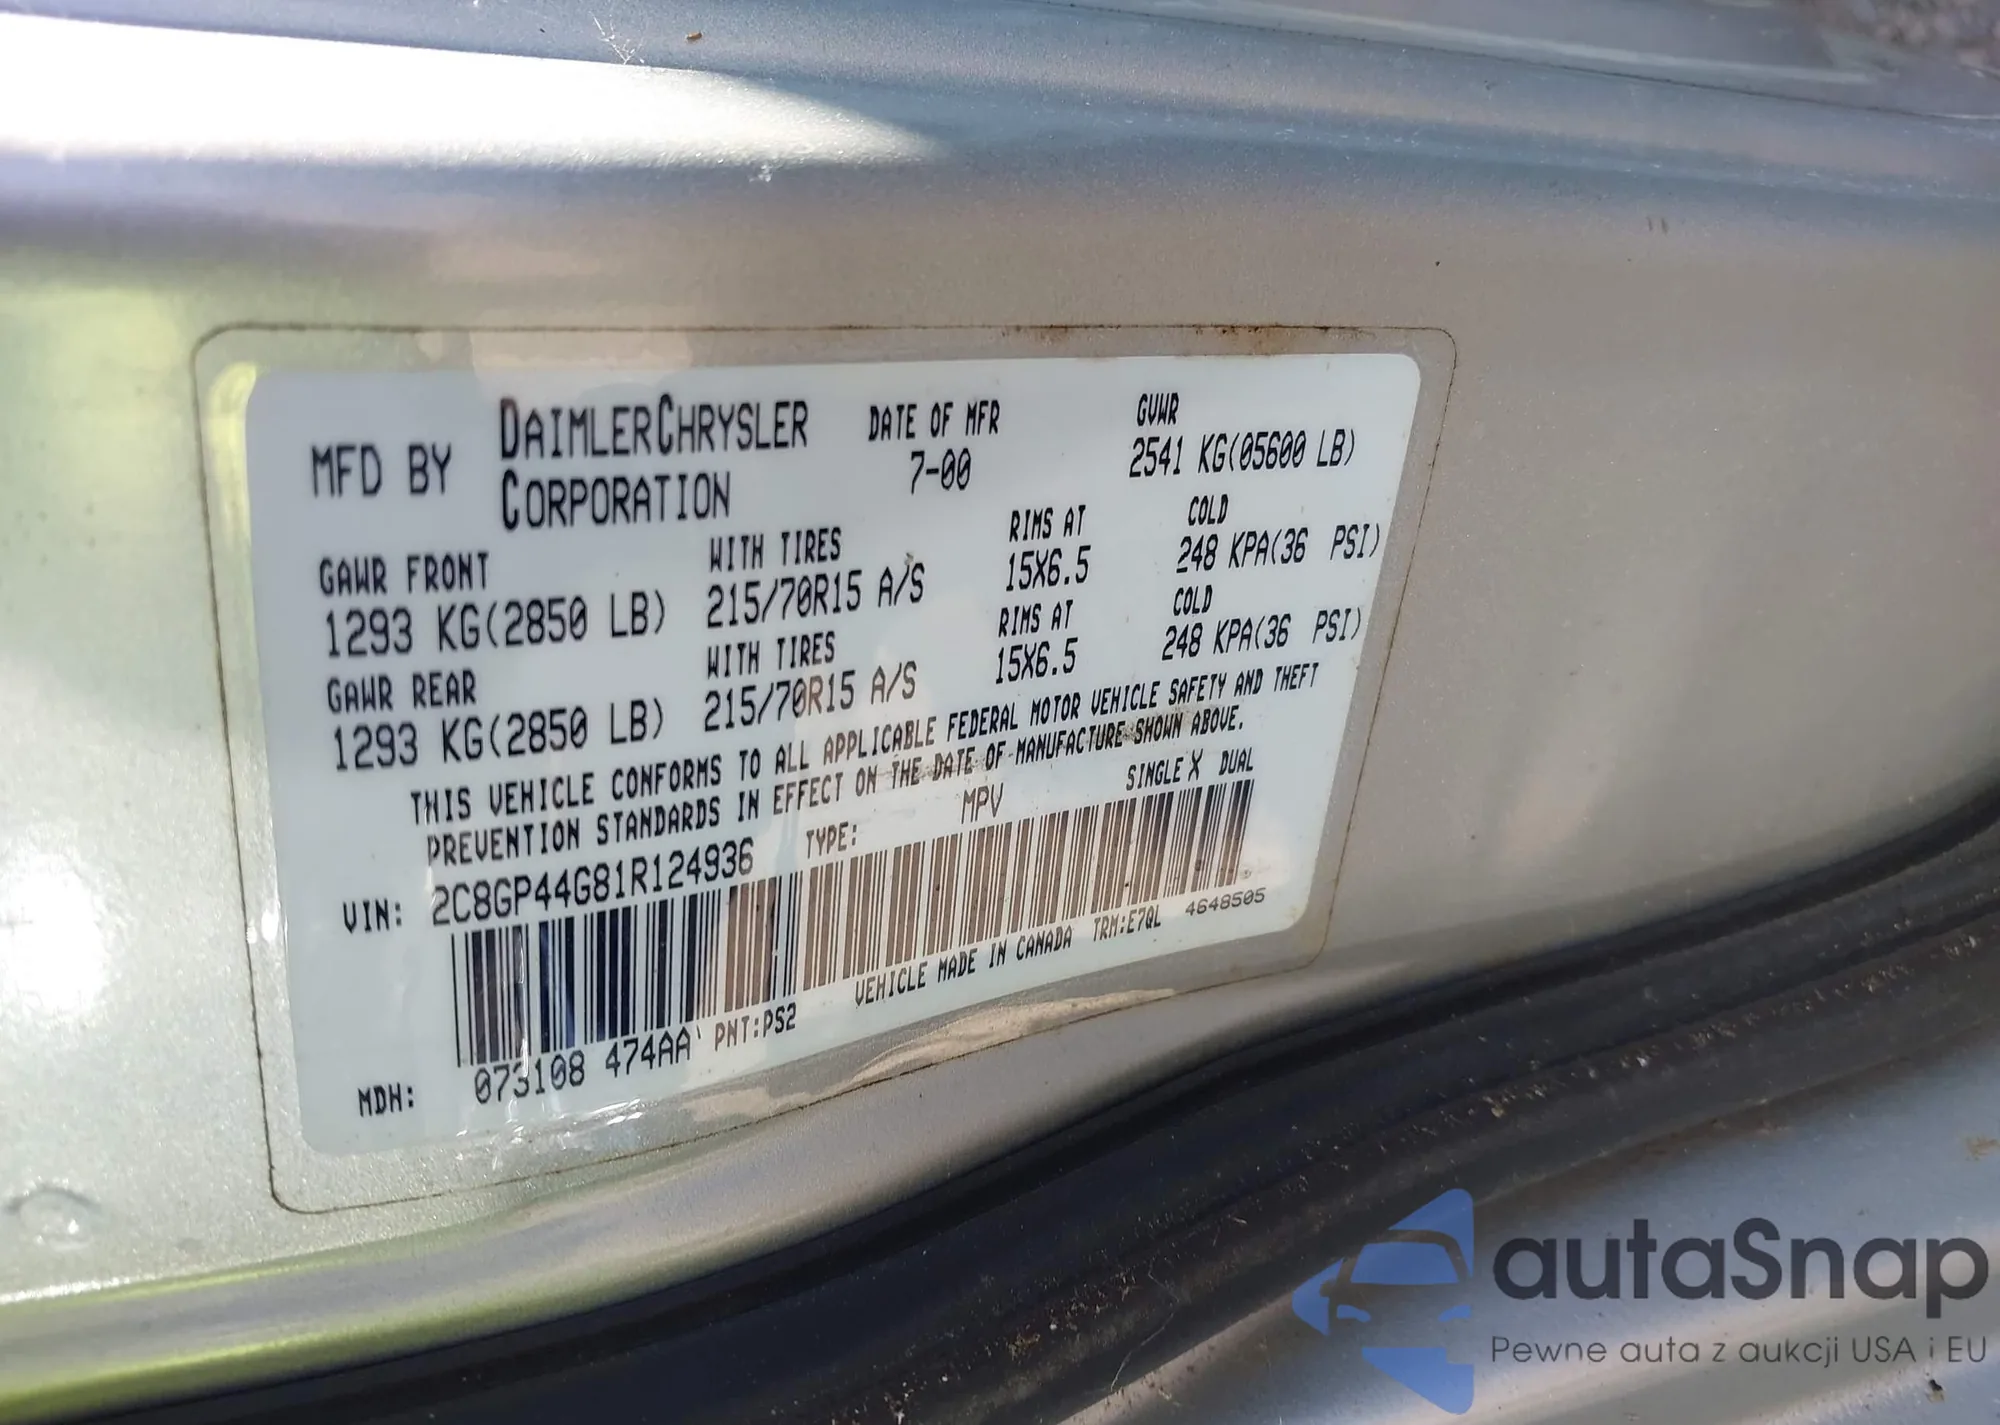 MFD BY DAIMLERCHRYSLER CORPORATION DATE OF MFR 7-00 GVWR 2541 KG(05600 LB)
GAWR FRONT WITH TIRES RIMS AT COLD
1293 KG(2850 LB) 215/70R15 A/S 15X6.5 248 KPA(36 PSI)
GAWR REAR WITH TIRES RIMS AT COLD
1293 KG(2850 LB) 215/70R15 A/S 15X6.5 248 KPA(36 PSI)
THIS VEHICLE CONFORMS TO ALL APPLICABLE FEDERAL MOTOR VEHICLE SAFETY AND THEFT
PREVENTION STANDARDS IN EFFECT ON THE DATE OF MANUFACTURE SHOWN ABOVE.
VIN: 2C8GP44G81R124936 TYPE: MPV SINGLE X DUAL
MDH: 073108 474AA PNT:PS2 VEHICLE MADE IN CANADA TRM:E7QL 4648505
autaSnap
Pewne auta z aukcji USA i EU